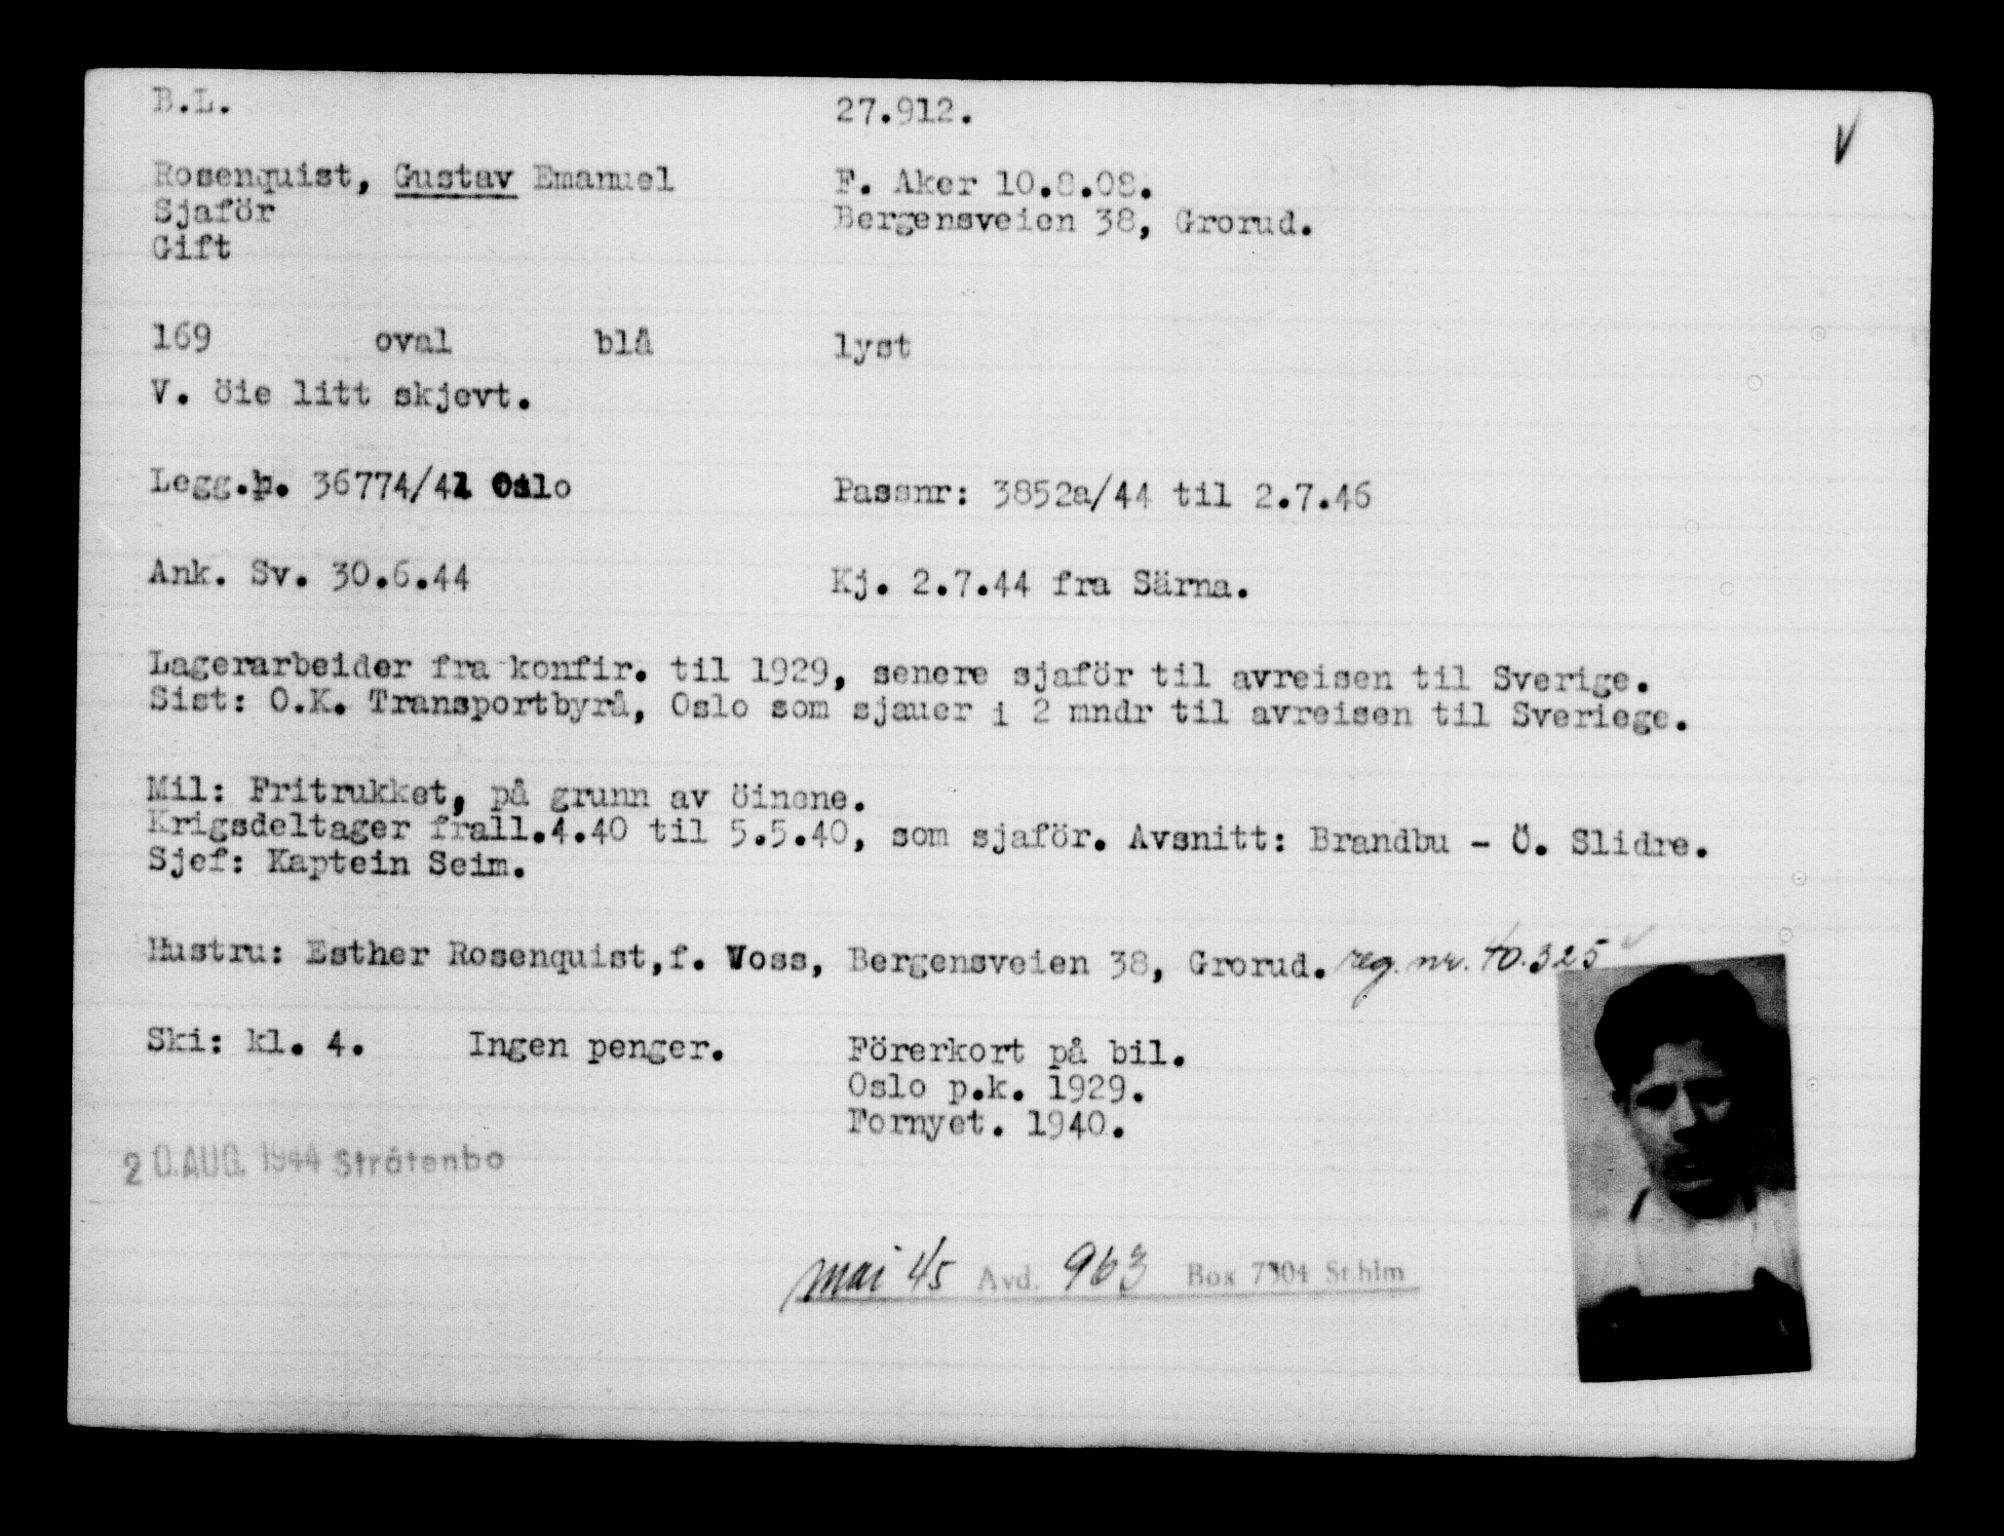 B.L. 27.912. V
Rosenquist, Gustav Emanuel F. Aker 10.8.08.
Sjaför Bergensveien 38, Grorud.
Gift
169 oval blå lyst
V. öie litt skjevt.
Legg.b. 36774/41 Oslo Passnr: 3852a/44 til 2.7.46
Ank. Sv. 30.6.44 Kj. 2.7.44 fra Särna.
Lagerarbeider fra konfir. til 1929, senere sjaför til avreisen til Sverige.
Sist: O.K. Transportbyrå, Oslo som sjauer i 2 mndr til avreisen til Sveriege.
Mil: Fritrukket, på grunn av öinene.
Krigsdeltager frall.4.40 til 5.5.40, som sjaför. Avsnitt: Brandbu - Ö. Slidre.
Sjef: Kaptein Seim.
Hustru: Esther Rosenquist,f. Voss, Bergensveien 38, Grorud. reg. nr. 40.325
Ski: kl. 4. Ingen penger. Förerkort på bil.
Oslo p.k. 1929.
Fornyet. 1940.
20.AUG. 1944 Stråtenbo
mai 45 Avd. 963 Box 7304 Sthlm